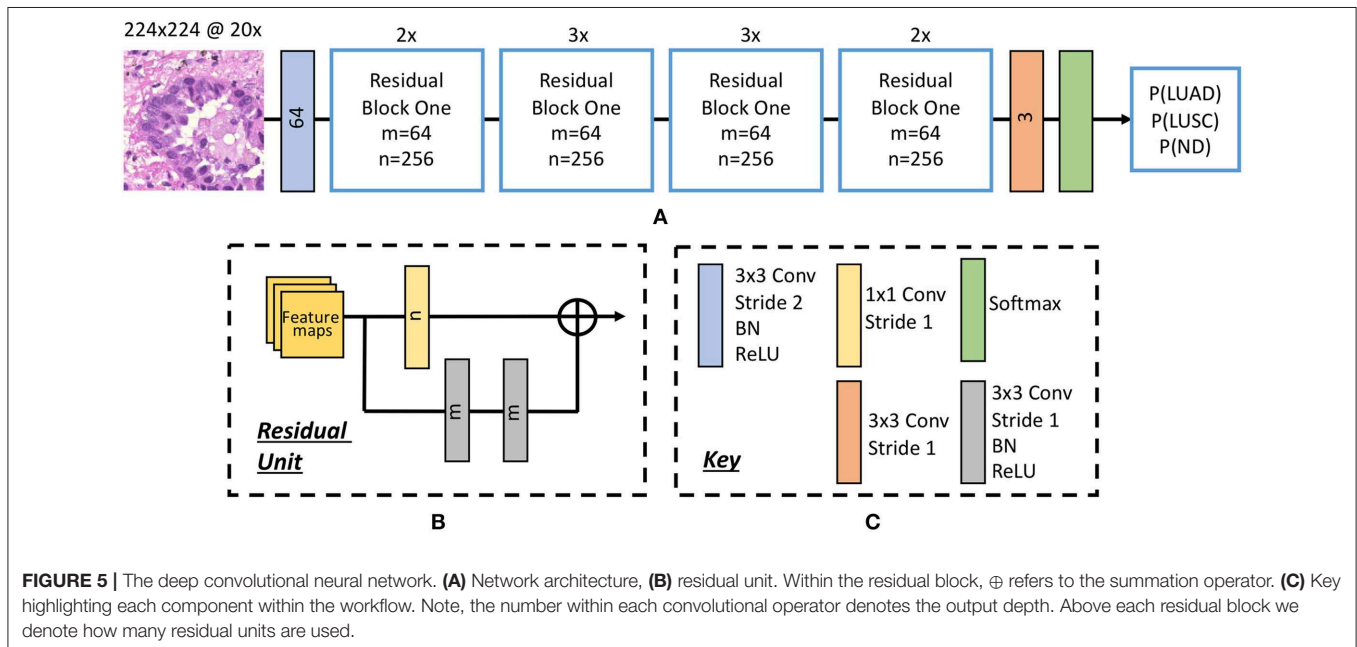 224x224 @ 20x
2x
3x
3x
2x
64
Residual
Block One
m=64
n=256
Residual
Block One
m=64
n=256
Residual
Block One
m=64
n=256
Residual
Block One
m=64
n=256
3
P(LUAD)
P(LUSC)
P(ND)
A
Feature
maps
n
m
m
Residual
Unit
B
3x3 Conv
Stride 2
BN
ReLU
1x1 Conv
Stride 1
Softmax
3x3 Conv
Stride 1
3x3 Conv
Stride 1
BN
ReLU
Key
C
FIGURE 5 | The deep convolutional neural network. (A) Network architecture, (B) residual unit. Within the residual block, ⊕ refers to the summation operator. (C) Key
highlighting each component within the workflow. Note, the number within each convolutional operator denotes the output depth. Above each residual block we
denote how many residual units are used.